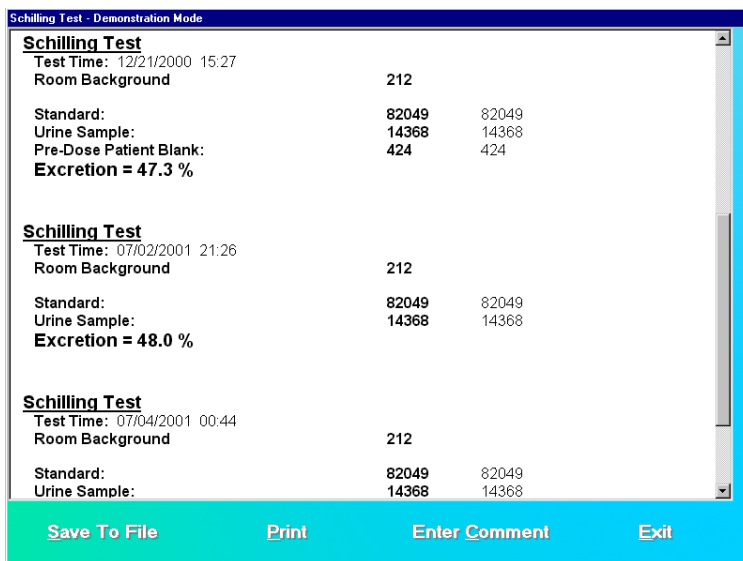 Schilling Test - Demonstration Mode
Schilling Test
Test Time: 12/21/2000 15:27
Room Background 212
Standard: 82049 82049
Urine Sample: 14368 14368
Pre-Dose Patient Blank: 424 424
Excretion = 47.3 %
Schilling Test
Test Time: 07/02/2001 21:26
Room Background 212
Standard: 82049 82049
Urine Sample: 14368 14368
Excretion = 48.0 %
Schilling Test
Test Time: 07/04/2001 00:44
Room Background 212
Standard: 82049 82049
Urine Sample: 14368 14368
Save To File Print Enter Comment Exit